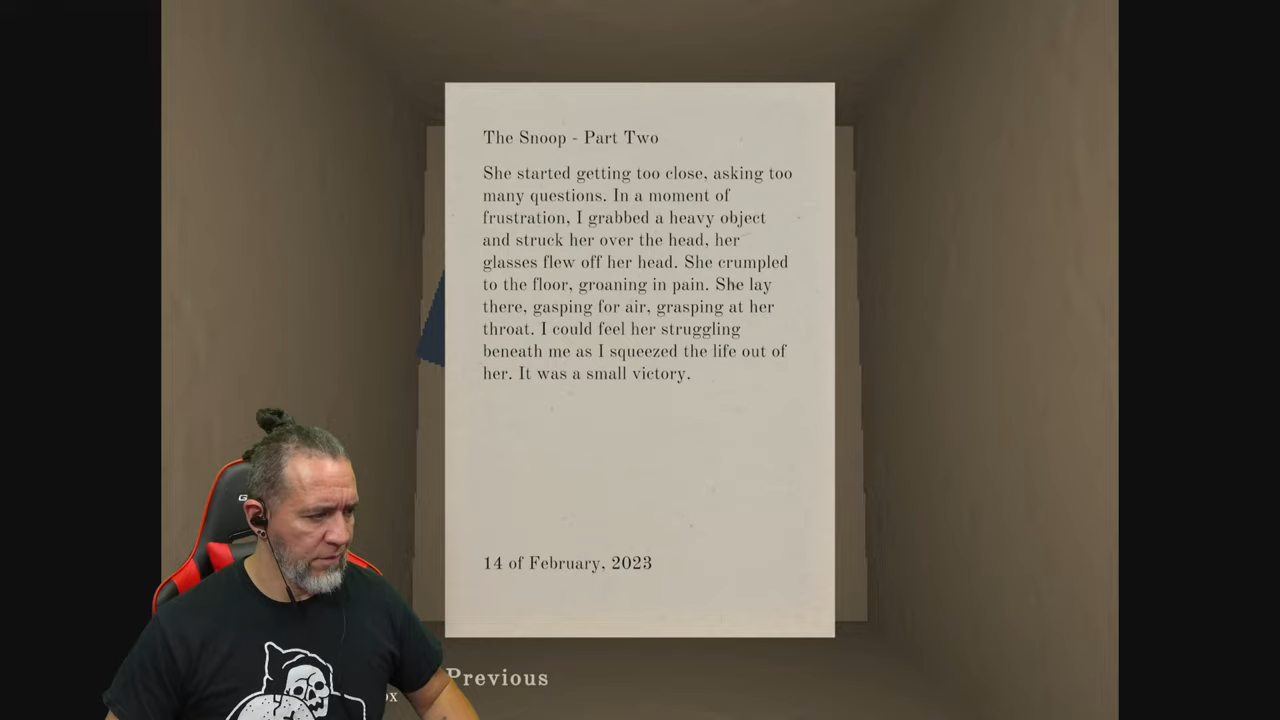 The Snoop - Part Two
She started getting too close, asking too
many questions. In a moment of
frustration, I grabbed a heavy object
and struck her over the head, her
glasses flew off her head. She crumpled
to the floor, groaning in pain. She lay
there, gasping for air, grasping at her
throat. I could feel her struggling
beneath me as I squeezed the life out of
her. It was a small victory.
14 of February, 2023
Previous